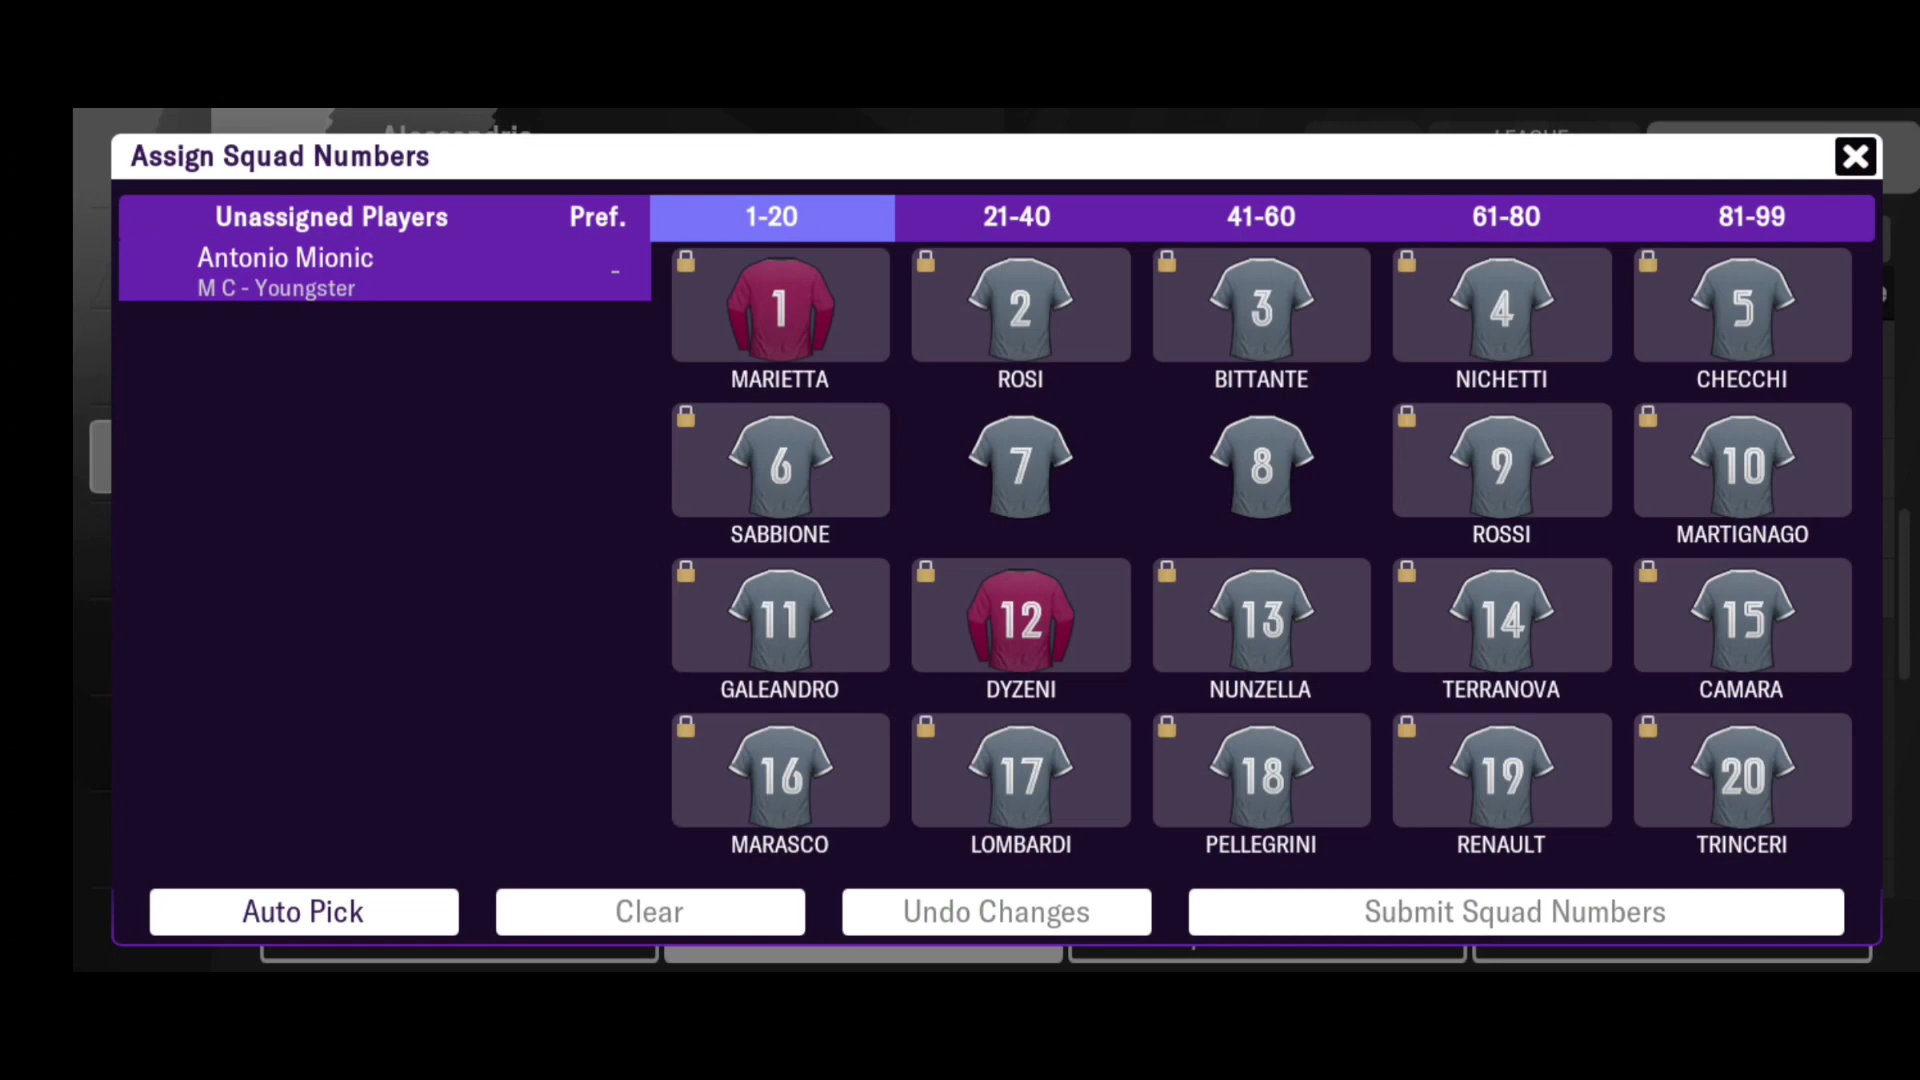 Assign Squad Numbers
Unassigned Players Pref. 1-20 21-40 41-60 61-80 81-99
Antonio Mionic -
M C - Youngster
1 2 3 4 5
MARIETTA ROSI BITTANTE NICHETTI CHECCHI
6 7 8 9 10
SABBIONE ROSSI MARTIGNAGO
11 12 13 14 15
GALEANDRO DYZENI NUNZELLA TERRANOVA CAMARA
16 17 18 19 20
MARASCO LOMBARDI PELLEGRINI RENAULT TRINCERI
Auto Pick Clear Undo Changes Submit Squad Numbers